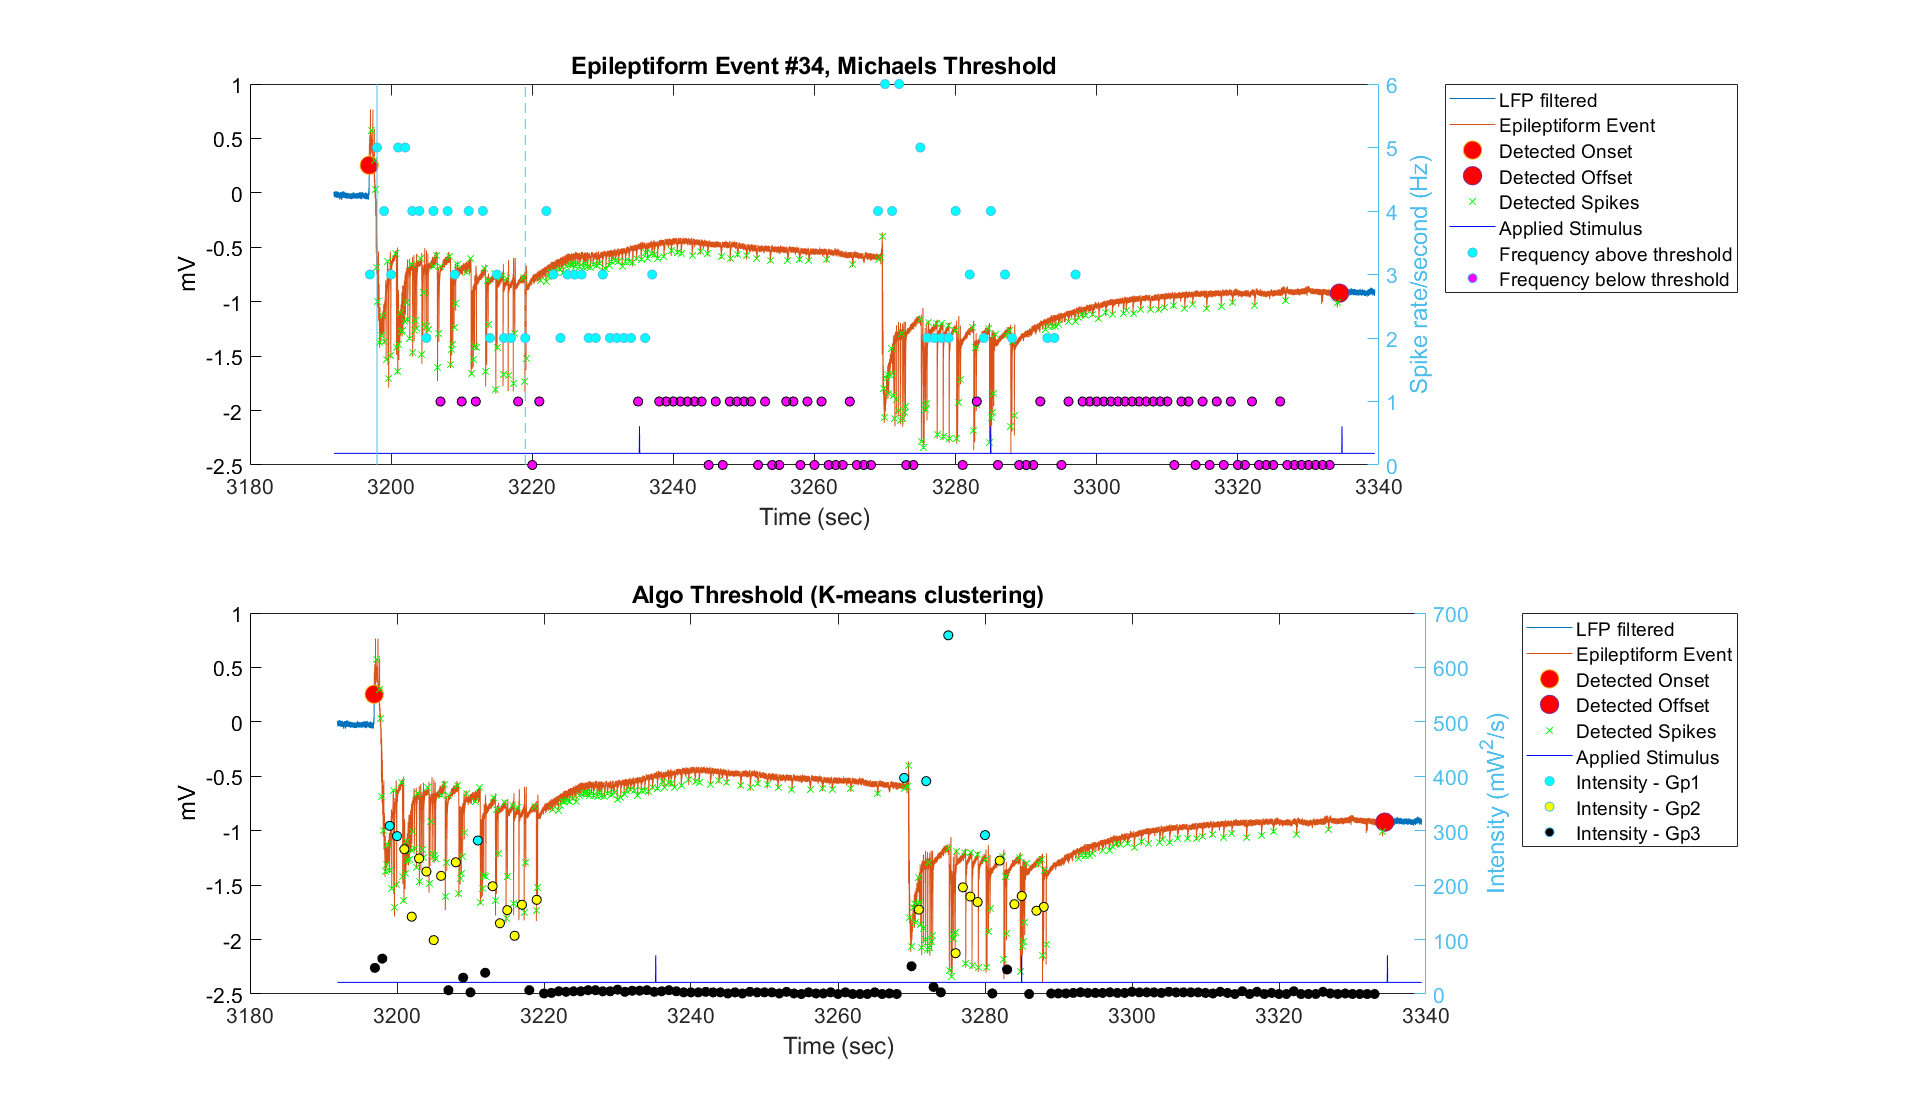 Epileptiform Event #34, Michaels Threshold
1
0.5
0
-0.5
-1
-1.5
-2
-2.5
mV
3180 3200 3220 3240 3260 3280 3300 3320 3340
Time (sec)
6
5
4
3
2
1
0
Spike rate/second (Hz)
LFP filtered
Epileptiform Event
Detected Onset
Detected Offset
Detected Spikes
Applied Stimulus
Frequency above threshold
Frequency below threshold
Algo Threshold (K-means clustering)
1
0.5
0
-0.5
-1
-1.5
-2
-2.5
mV
3180 3200 3220 3240 3260 3280 3300 3320 3340
Time (sec)
700
600
500
400
300
200
100
0
Intensity (mW²/s)
LFP filtered
Epileptiform Event
Detected Onset
Detected Offset
Detected Spikes
Applied Stimulus
Intensity - Gp1
Intensity - Gp2
Intensity - Gp3